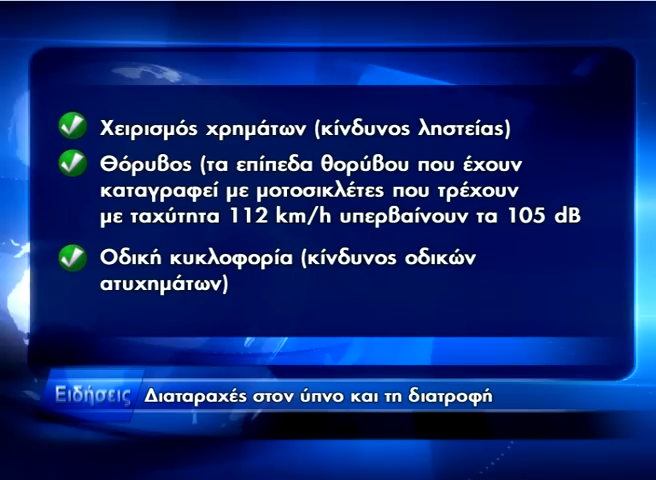 Χειρισμός χρημάτων (κίνδυνος ληστείας)
Θόρυβος (τα επίπεδα θορύβου που έχουν
καταγραφεί με μοτοσικλέτες που τρέχουν
με ταχύτητα 112 km/h υπερβαίνουν τα 105 dB
Οδική κυκλοφορία (κίνδυνος οδικών
ατυχημάτων)
Ειδήσεις Διαταραχές στον ύπνο και τη διατροφή